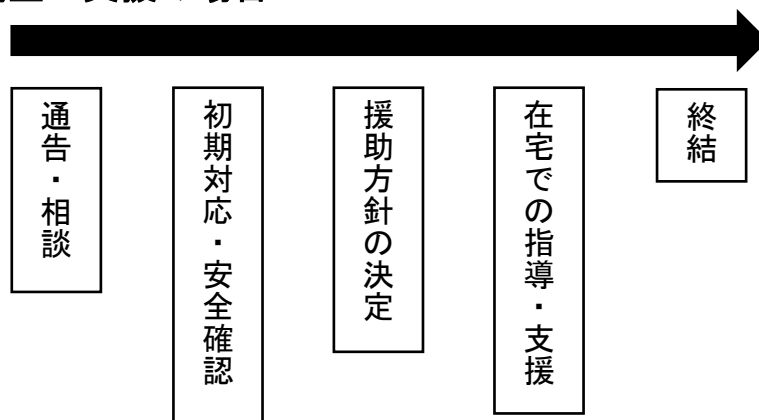 通告・相談
初期対応・安全確認
援助方針の決定
在宅での指導・支援
終結